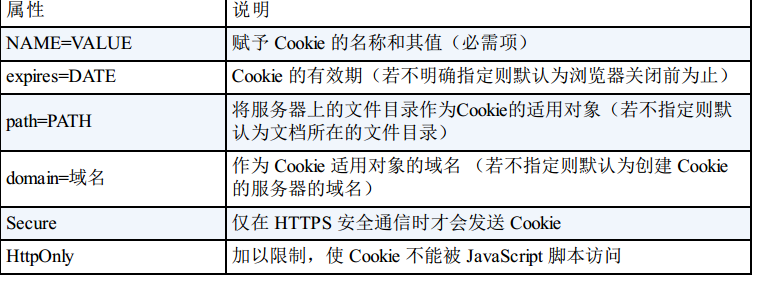 属性 说明
NAME=VALUE 赋予 Cookie 的名称和其值（必需项）
expires=DATE Cookie 的有效期（若不明确指定则默认为浏览器关闭前为止）
path=PATH 将服务器上的文件目录作为Cookie的适用对象（若不指定则默
认为文档所在的文件目录）
domain=域名 作为 Cookie 适用对象的域名 （若不指定则默认为创建 Cookie
的服务器的域名）
Secure 仅在 HTTPS 安全通信时才会发送 Cookie
HttpOnly 加以限制，使 Cookie 不能被 JavaScript 脚本访问